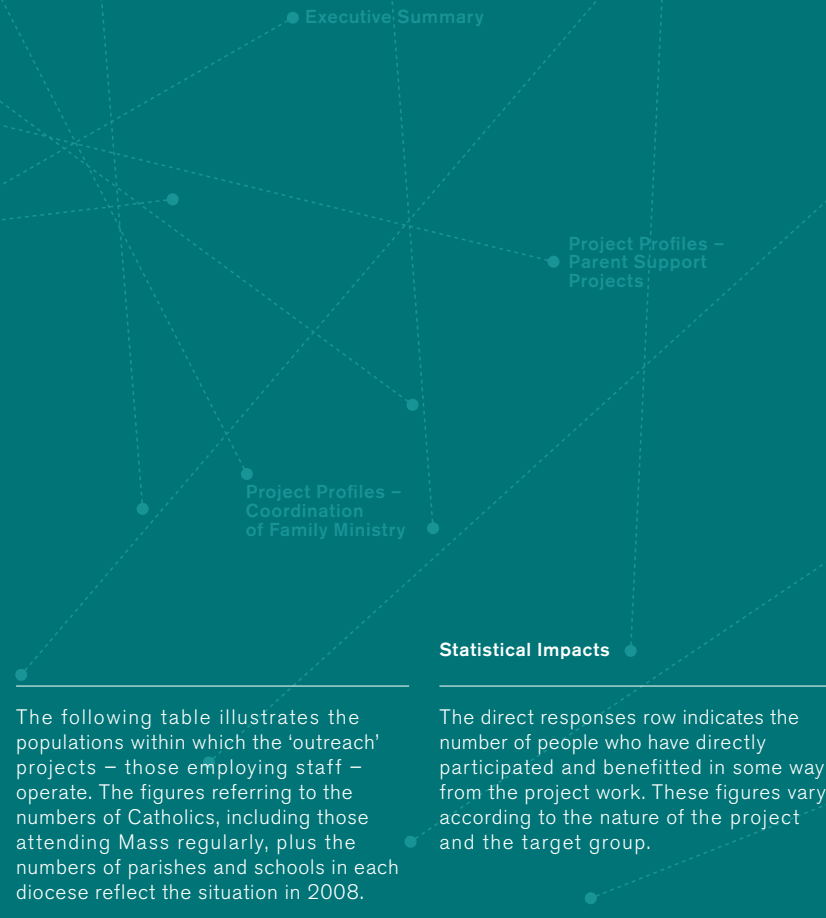 Executive Summary
Project Profiles –
Parent Support
Projects
Project Profiles –
Coordination
of Family Ministry
Statistical Impacts
The following table illustrates the
populations within which the ‘outreach’
projects – those employing staff –
operate. The figures referring to the
numbers of Catholics, including those
attending Mass regularly, plus the
numbers of parishes and schools in each
diocese reflect the situation in 2008.
The direct responses row indicates the
number of people who have directly
participated and benefitted in some way
from the project work. These figures vary
according to the nature of the project
and the target group.